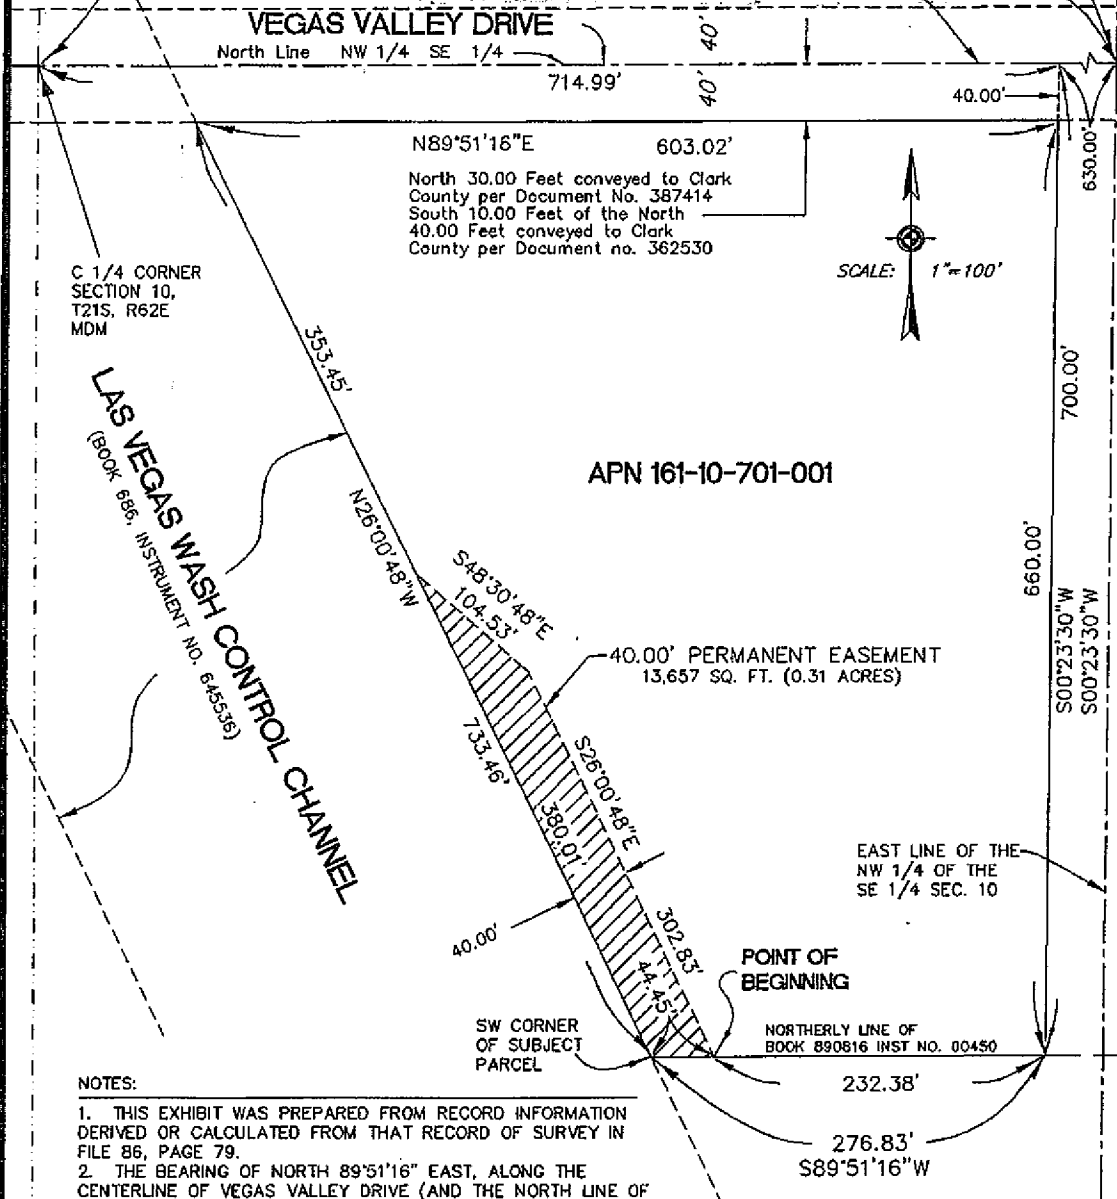 VEGAS VALLEY DRIVE
North Line NW 1/4 SE 1/4
714.99'
40'
40'
40.00'
630.00'
N89°51'16"E 603.02'
North 30.00 Feet conveyed to Clark
County per Document No. 387414
South 10.00 Feet of the North
40.00 Feet conveyed to Clark
County per Document no. 362530
SCALE: 1"=100'
C 1/4 CORNER
SECTION 10,
T21S, R62E
MDM
353.45'
700.00'
LAS VEGAS WASH CONTROL CHANNEL
(BOOK 686, INSTRUMENT NO. 645536)
APN 161-10-701-001
N26°00'48"W
S48°30'48"E
104.53'
660.00'
S00°23'30"W
S00°23'30"W
40.00' PERMANENT EASEMENT
13,657 SQ. FT. (0.31 ACRES)
733.46'
S26°00'48"E
380.01'
EAST LINE OF THE
NW 1/4 OF THE
SE 1/4 SEC. 10
40.00'
302.83'
44.45'
POINT OF
BEGINNING
SW CORNER
OF SUBJECT
PARCEL
NORTHERLY LINE OF
BOOK 890816 INST NO. 00450
232.38'
276.83'
S89°51'16"W
NOTES:
1. THIS EXHIBIT WAS PREPARED FROM RECORD INFORMATION
DERIVED OR CALCULATED FROM THAT RECORD OF SURVEY IN
FILE 86, PAGE 79.
2. THE BEARING OF NORTH 89°51'16" EAST, ALONG THE
CENTERLINE OF VEGAS VALLEY DRIVE (AND THE NORTH LINE OF